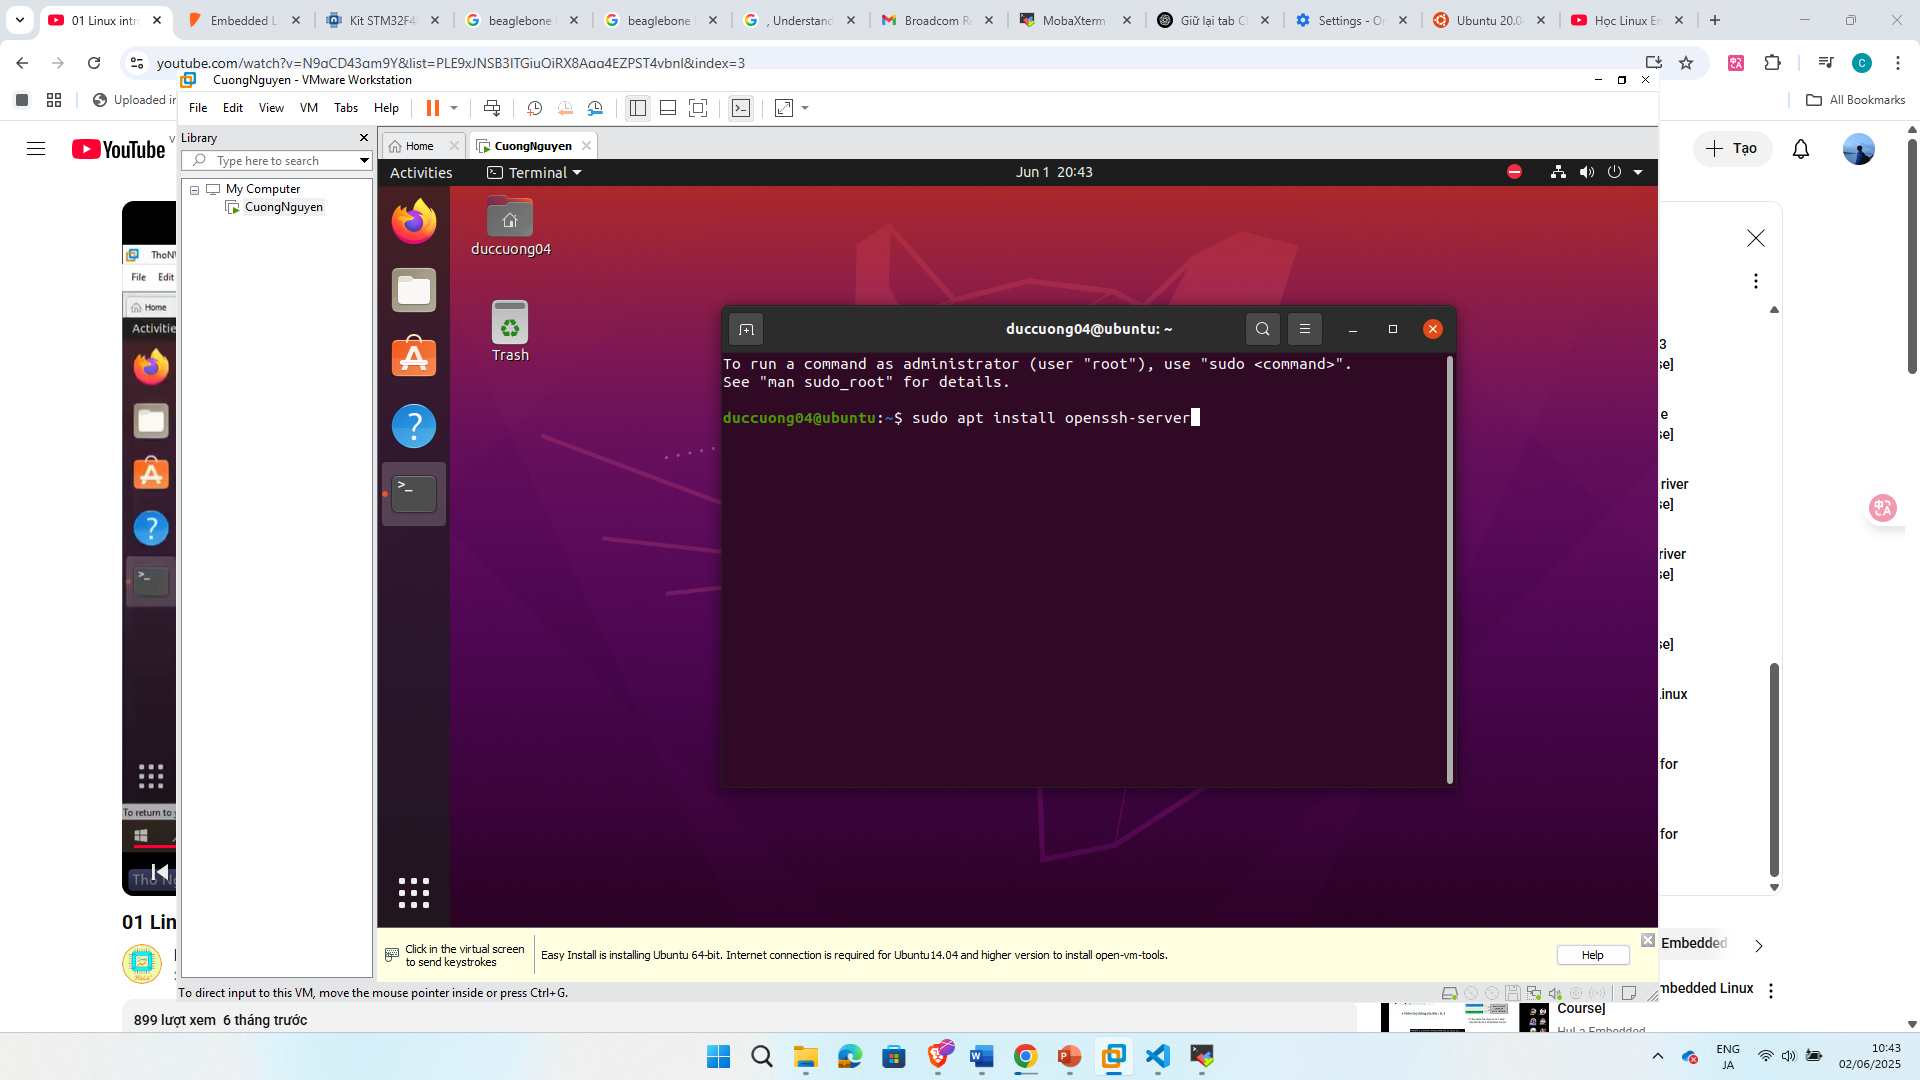 01 Linux intr
Embedded Li
Kit STM32F4
beaglebone
beaglebone
, Understand
Broadcom R
MobaXterm
Giữ lại tab C
Settings - Or
Ubuntu 20.0
Học Linux En
youtube.com/watch?v=N9aCD43am9Y&list=PLE9xJNSB3lTGiuOiRX8Aga4EZPST4vbnl&index=3
C
Uploaded in
All Bookmarks
CuongNguyen - VMware Workstation
File Edit View VM Tabs Help
Library
Type here to search
My Computer
CuongNguyen
Home
CuongNguyen
YouTube
Tạo
Activities
Terminal
Jun 1 20:43
duccuong04
Trash
duccuong04@ubuntu: ~
To run a command as administrator (user "root"), use "sudo <command>".
See "man sudo_root" for details.
duccuong04@ubuntu:~$ sudo apt install openssh-server
ThoN
File Edit
Home
Activitie
To return to y
3
se]
e
se]
river
se]
river
se]
se]
Linux
for
for
Click in the virtual screen
to send keystrokes
Easy Install is installing Ubuntu 64-bit. Internet connection is required for Ubuntu14.04 and higher version to install open-vm-tools.
Help
To direct input to this VM, move the mouse pointer inside or press Ctrl+G.
01 Lin
899 lượt xem 6 tháng trước
Embedded
mbedded Linux
Course]
HuLa Embedded
ENG
JA
10:43
02/06/2025